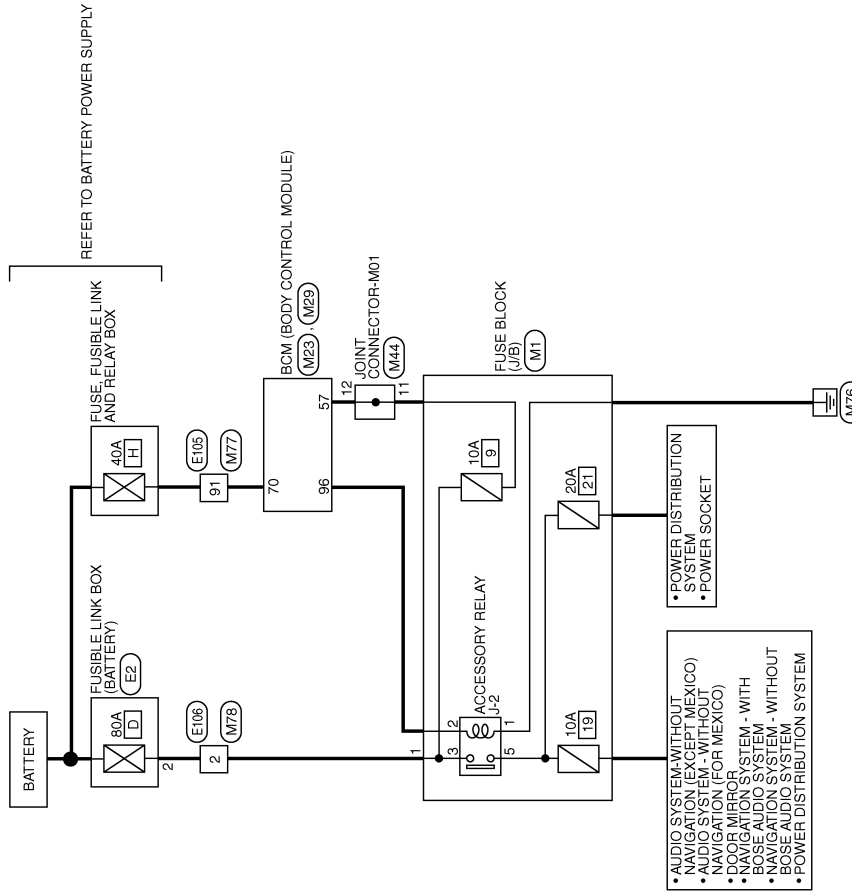 REFER TO BATTERY POWER SUPPLY
BATTERY
FUSIBLE LINK BOX
(BATTERY)
E2
80A
D
2
FUSE, FUSIBLE LINK
AND RELAY BOX
40A
H
E106
2
M78
E105
91
M77
BCM (BODY CONTROL MODULE)
M23 , M29
70
96
57
JOINT
CONNECTOR-M01
M44
12
11
FUSE BLOCK
(J/B)
M1
1
ACCESSORY RELAY
J-2
3
2
5
1
10A
9
10A
19
20A
21
• AUDIO SYSTEM-WITHOUT
NAVIGATION (EXCEPT MEXICO)
• AUDIO SYSTEM - WITHOUT
NAVIGATION (FOR MEXICO)
• DOOR MIRROR
• NAVIGATION SYSTEM - WITH
BOSE AUDIO SYSTEM
• NAVIGATION SYSTEM - WITHOUT
BOSE AUDIO SYSTEM
• POWER DISTRIBUTION SYSTEM
• POWER DISTRIBUTION
SYSTEM
• POWER SOCKET